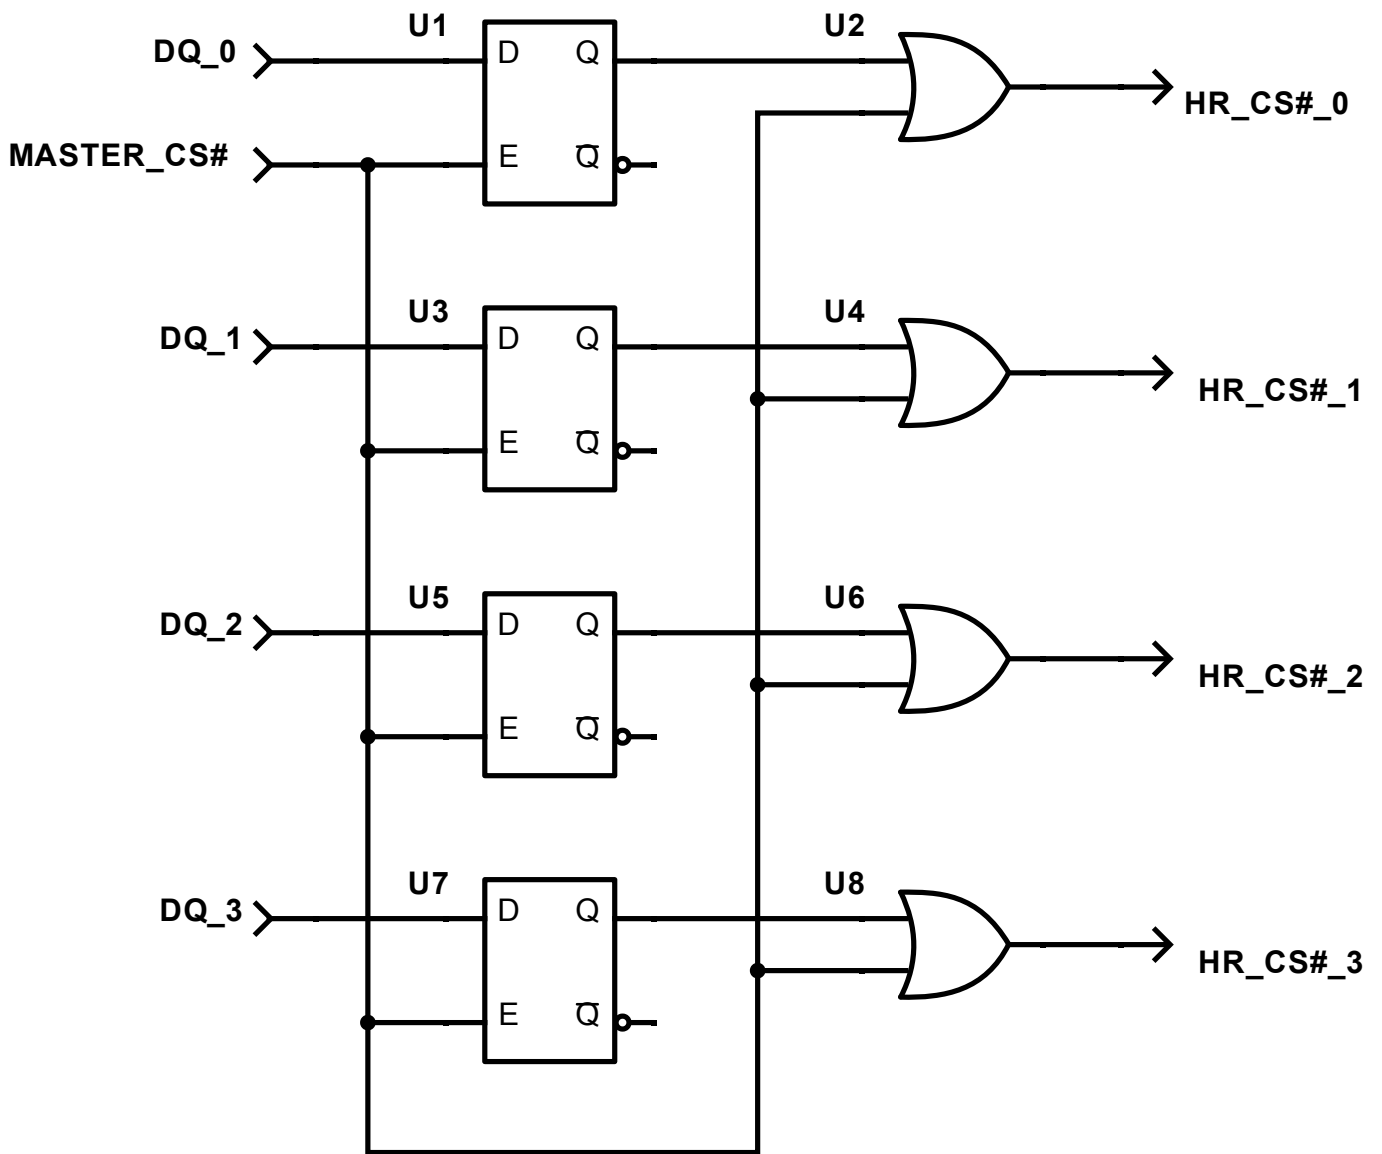 U1
U2
DQ_0
D
Q
HR_CS#_0
MASTER_CS#
E
Q̅
U3
U4
DQ_1
D
Q
HR_CS#_1
E
Q̅
U5
U6
DQ_2
D
Q
HR_CS#_2
E
Q̅
U7
U8
DQ_3
D
Q
HR_CS#_3
E
Q̅